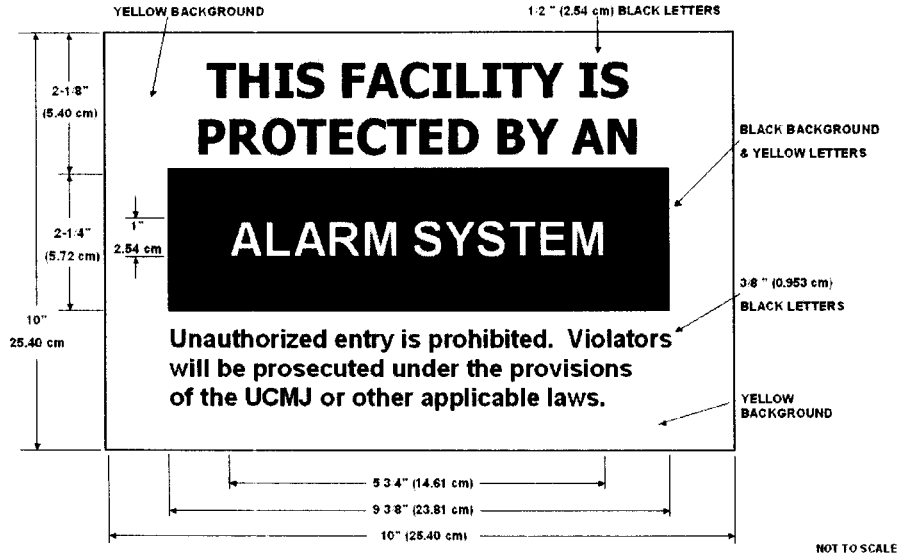 YELLOW BACKGROUND
1/2 " (2.54 cm) BLACK LETTERS
THIS FACILITY IS
PROTECTED BY AN
2-1/8"
(5.40 cm)
BLACK BACKGROUND
& YELLOW LETTERS
ALARM SYSTEM
1"
2.54 cm
2-1/4"
(5.72 cm)
3/8 " (0.953 cm)
BLACK LETTERS
10"
25.40 cm
Unauthorized entry is prohibited. Violators
will be prosecuted under the provisions
of the UCMJ or other applicable laws.
YELLOW
BACKGROUND
5 3/4" (14.61 cm)
9 3/8" (23.81 cm)
10" (25.40 cm)
NOT TO SCALE